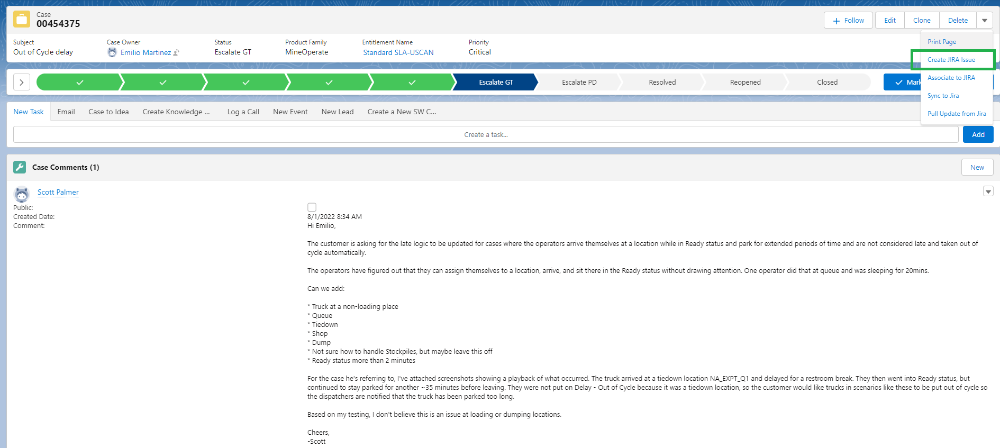 Case
00454375
Follow
Edit
Clone
Delete
Subject
Out of Cycle delay
Case Owner
Emilio Martinez
Status
Escalate GT
Product Family
MineOperate
Entitlement Name
Standard SLA-USCAN
Priority
Critical
Print Page
Create JIRA Issue
Associate to JIRA
Sync to Jira
Pull Update from Jira
Escalate GT
Escalate PD
Resolved
Reopened
Closed
Mark
New Task
Email
Case to Idea
Create Knowledge ...
Log a Call
New Event
New Lead
Create a New SW C...
Create a task...
Add
Case Comments (1)
New
Scott Palmer
Public:
Created Date:
8/1/2022 8:34 AM
Comment:
Hi Emilio,
The customer is asking for the late logic to be updated for cases where the operators arrive themselves at a location while in Ready status and park for extended periods of time and are not considered late and taken out of
cycle automatically.
The operators have figured out that they can assign themselves to a location, arrive, and sit there in the Ready status without drawing attention. One operator did that at queue and was sleeping for 20mins.
Can we add:
* Truck at a non-loading place
* Queue
* Tiedown
* Shop
* Dump
* Not sure how to handle Stockpiles, but maybe leave this off
* Ready status more than 2 minutes
For the case he's referring to, I've attached screenshots showing a playback of what occurred. The truck arrived at a tiedown location NA_EXPT_Q1 and delayed for a restroom break. They then went into Ready status, but
continued to stay parked for another ~35 minutes before leaving. They were not put on Delay - Out of Cycle because it was a tiedown location, so the customer would like trucks in scenarios like these to be put out of cycle so
the dispatchers are notified that the truck has been parked too long.
Based on my testing, I don't believe this is an issue at loading or dumping locations.
Cheers,
-Scott